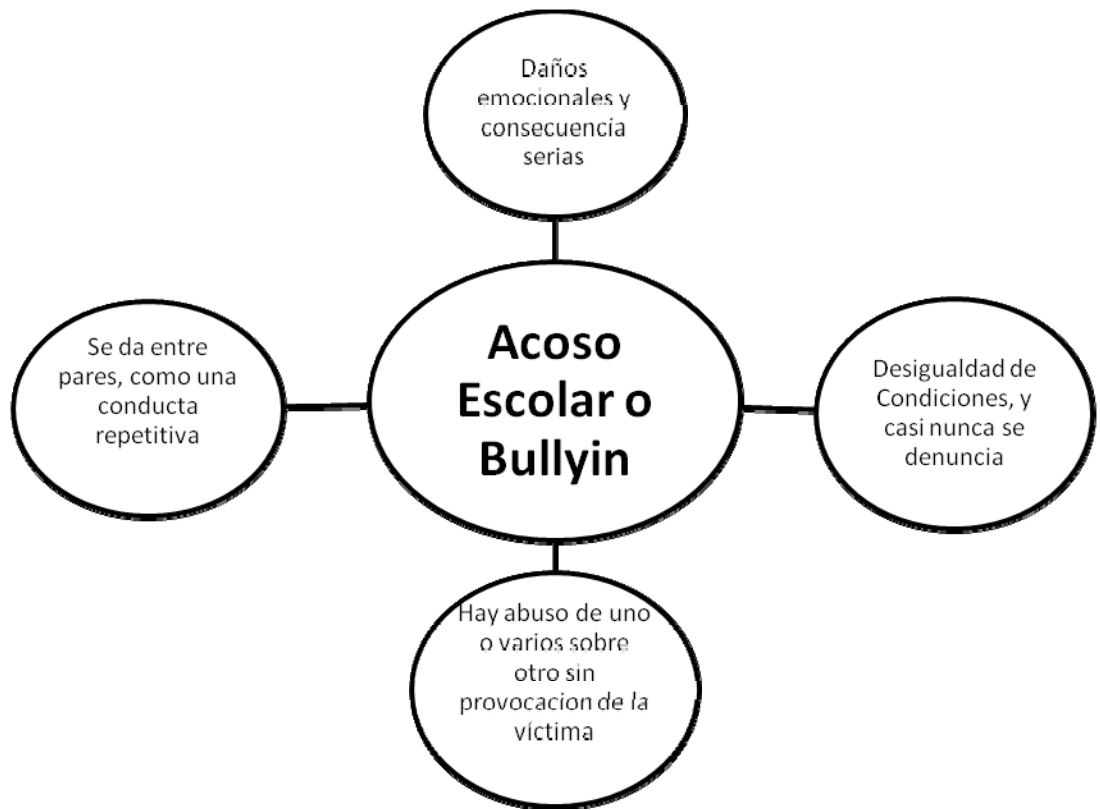 Daños
emocionales y
consecuencia
serias
Se da entre
pares, como una
conducta
repetitiva
Acoso
Escolar o
Bullyin
Desigualdad de
Condiciones, y
casi nunca se
denuncia
Hay abuso de uno
o varios sobre
otro sin
provocacion de la
víctima